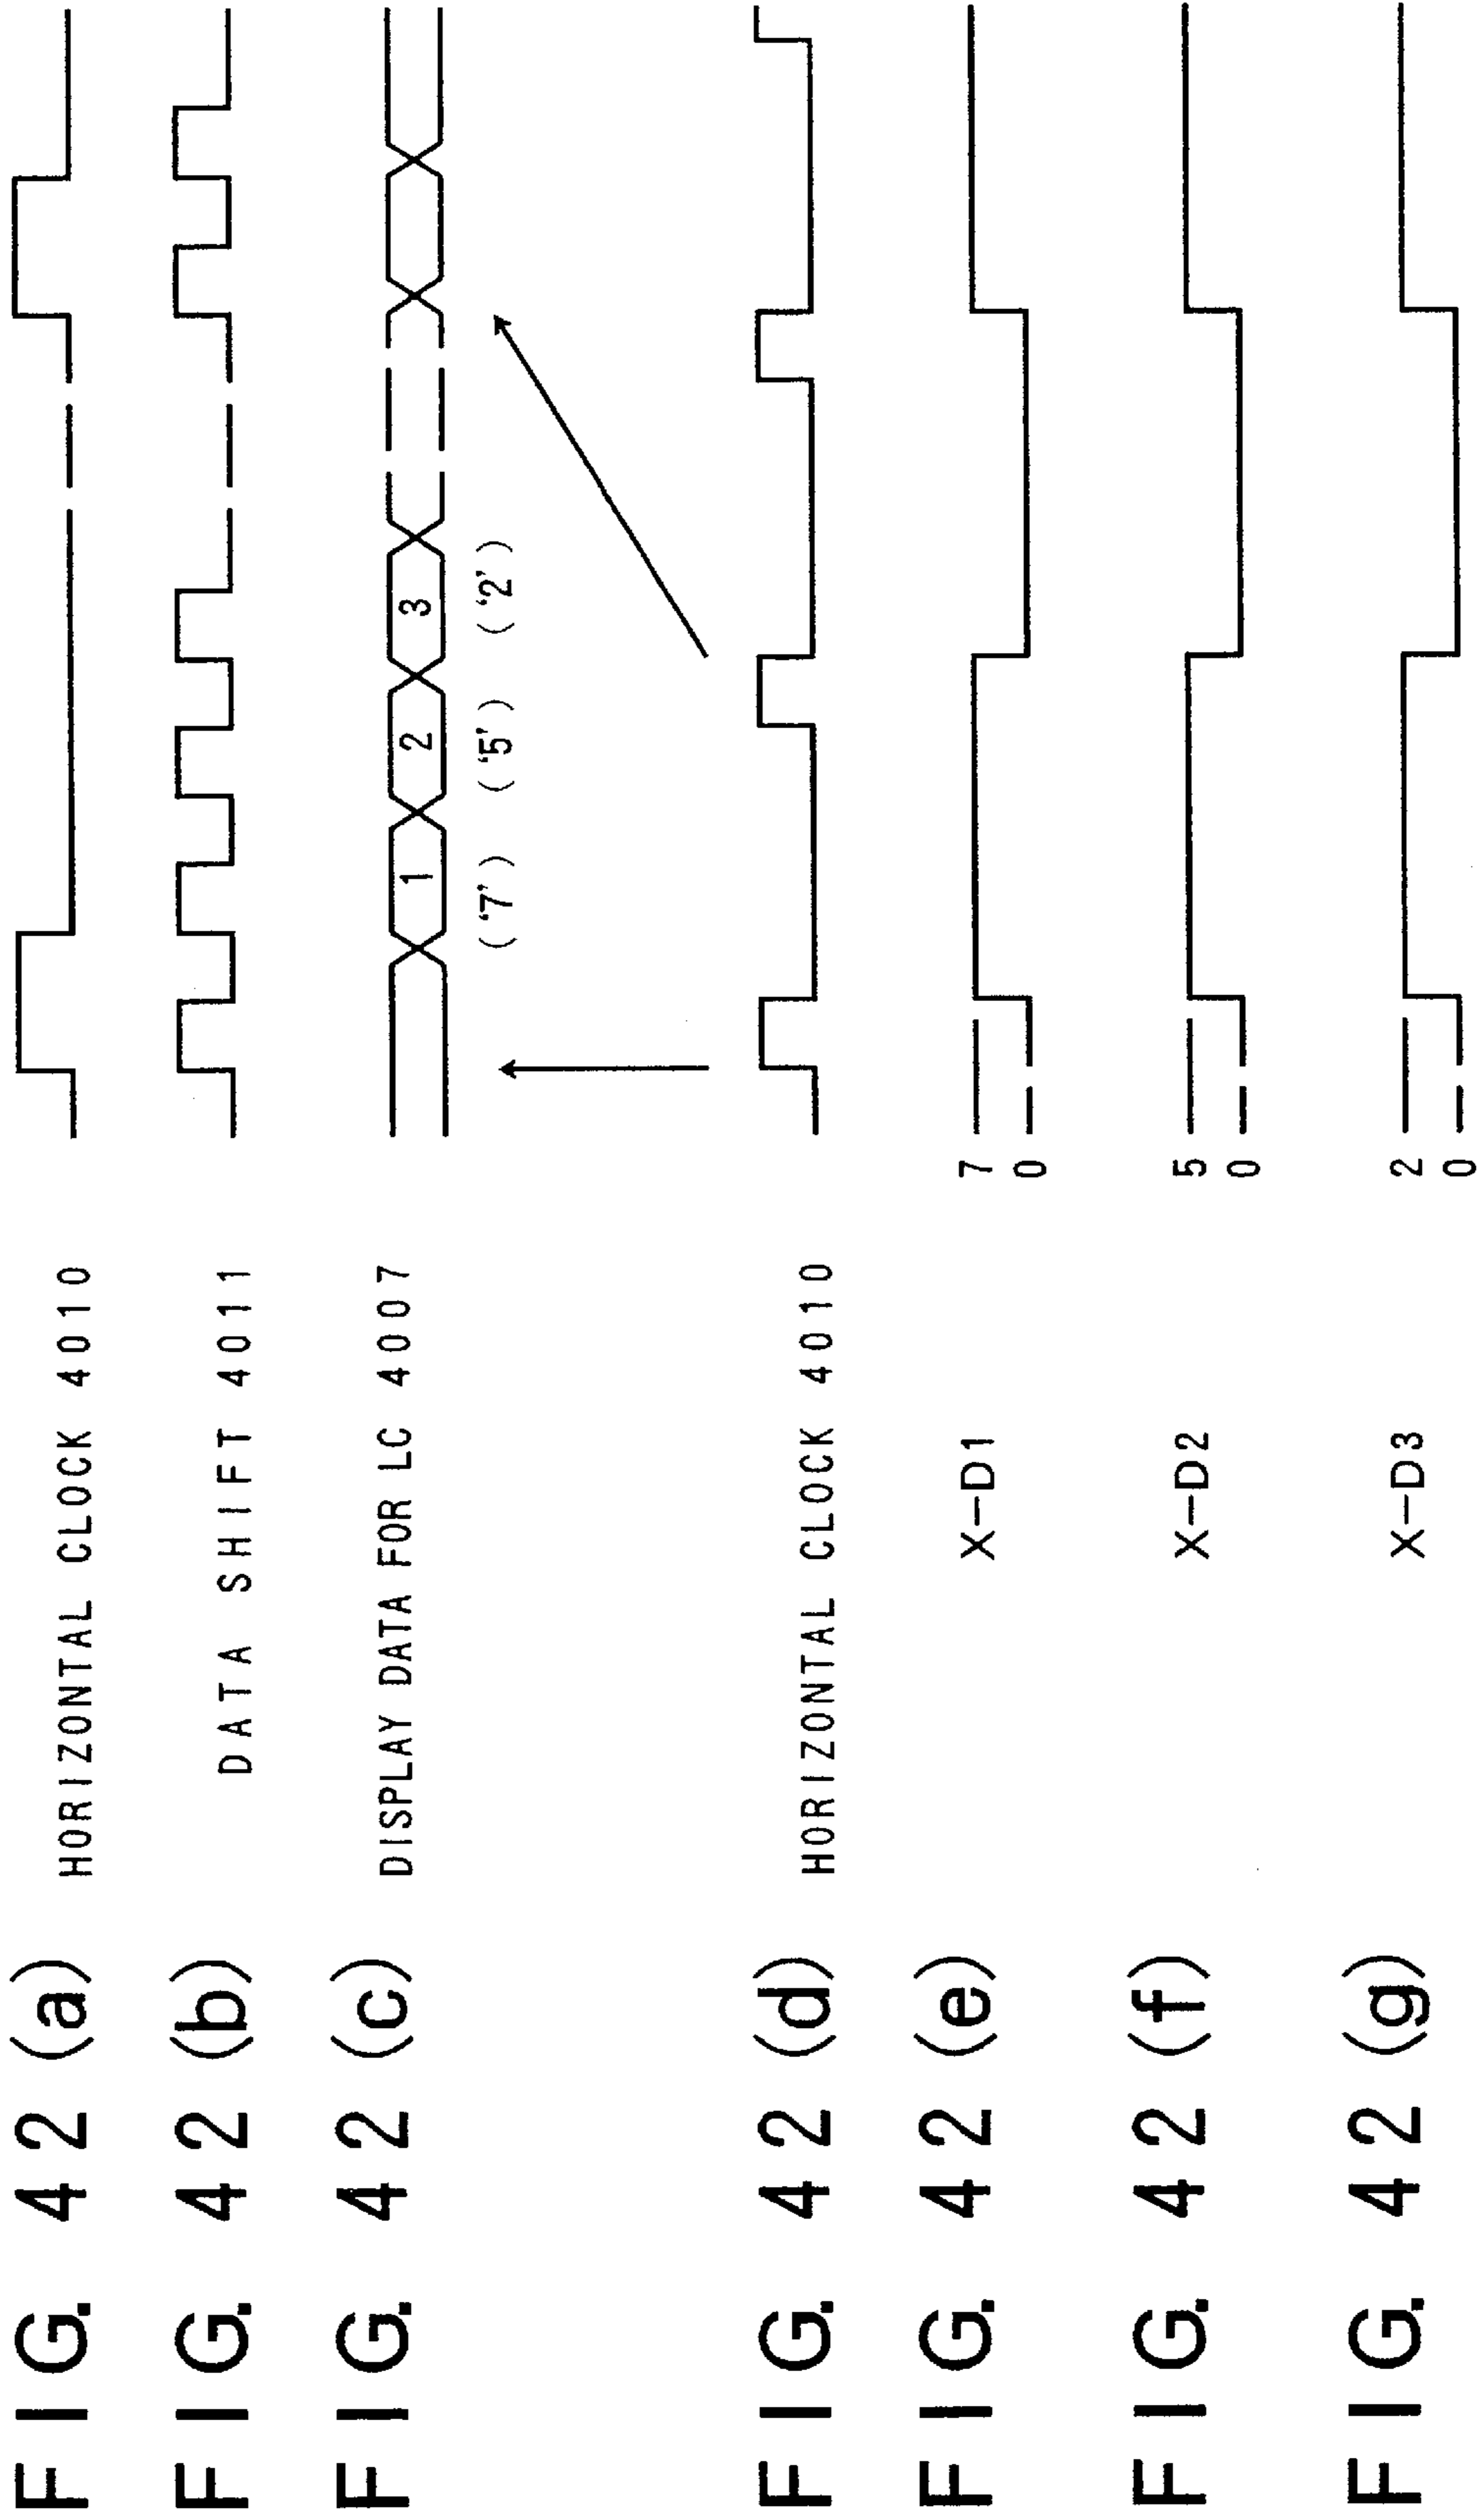 FIG. 42(a) HORIZONTAL CLOCK 4010
FIG. 42(b) DATA SHIFT 4011
FIG. 42(c) DISPLAY DATA FOR LC 4007 1 2 3
(‘7’) (‘5’) (‘2’)
FIG. 42(d) HORIZONTAL CLOCK 4010
FIG. 42(e) X-D1 7
0
FIG. 42(f) X-D2 5
0
FIG. 42(g) X-D3 2
0